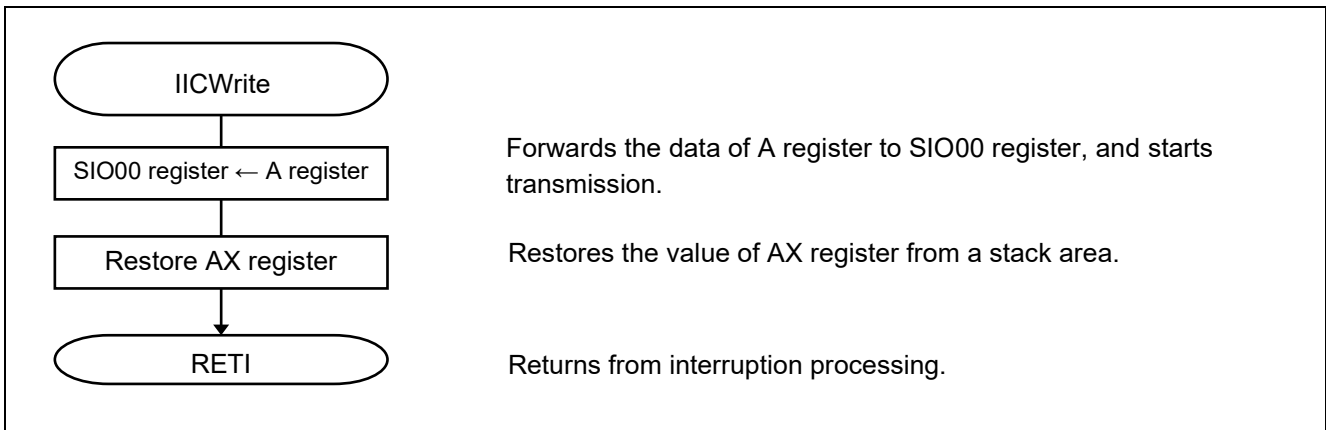 IICWrite
SIO00 register ← A register
Forwards the data of A register to SIO00 register, and starts
transmission.
Restore AX register
Restores the value of AX register from a stack area.
RETI
Returns from interruption processing.